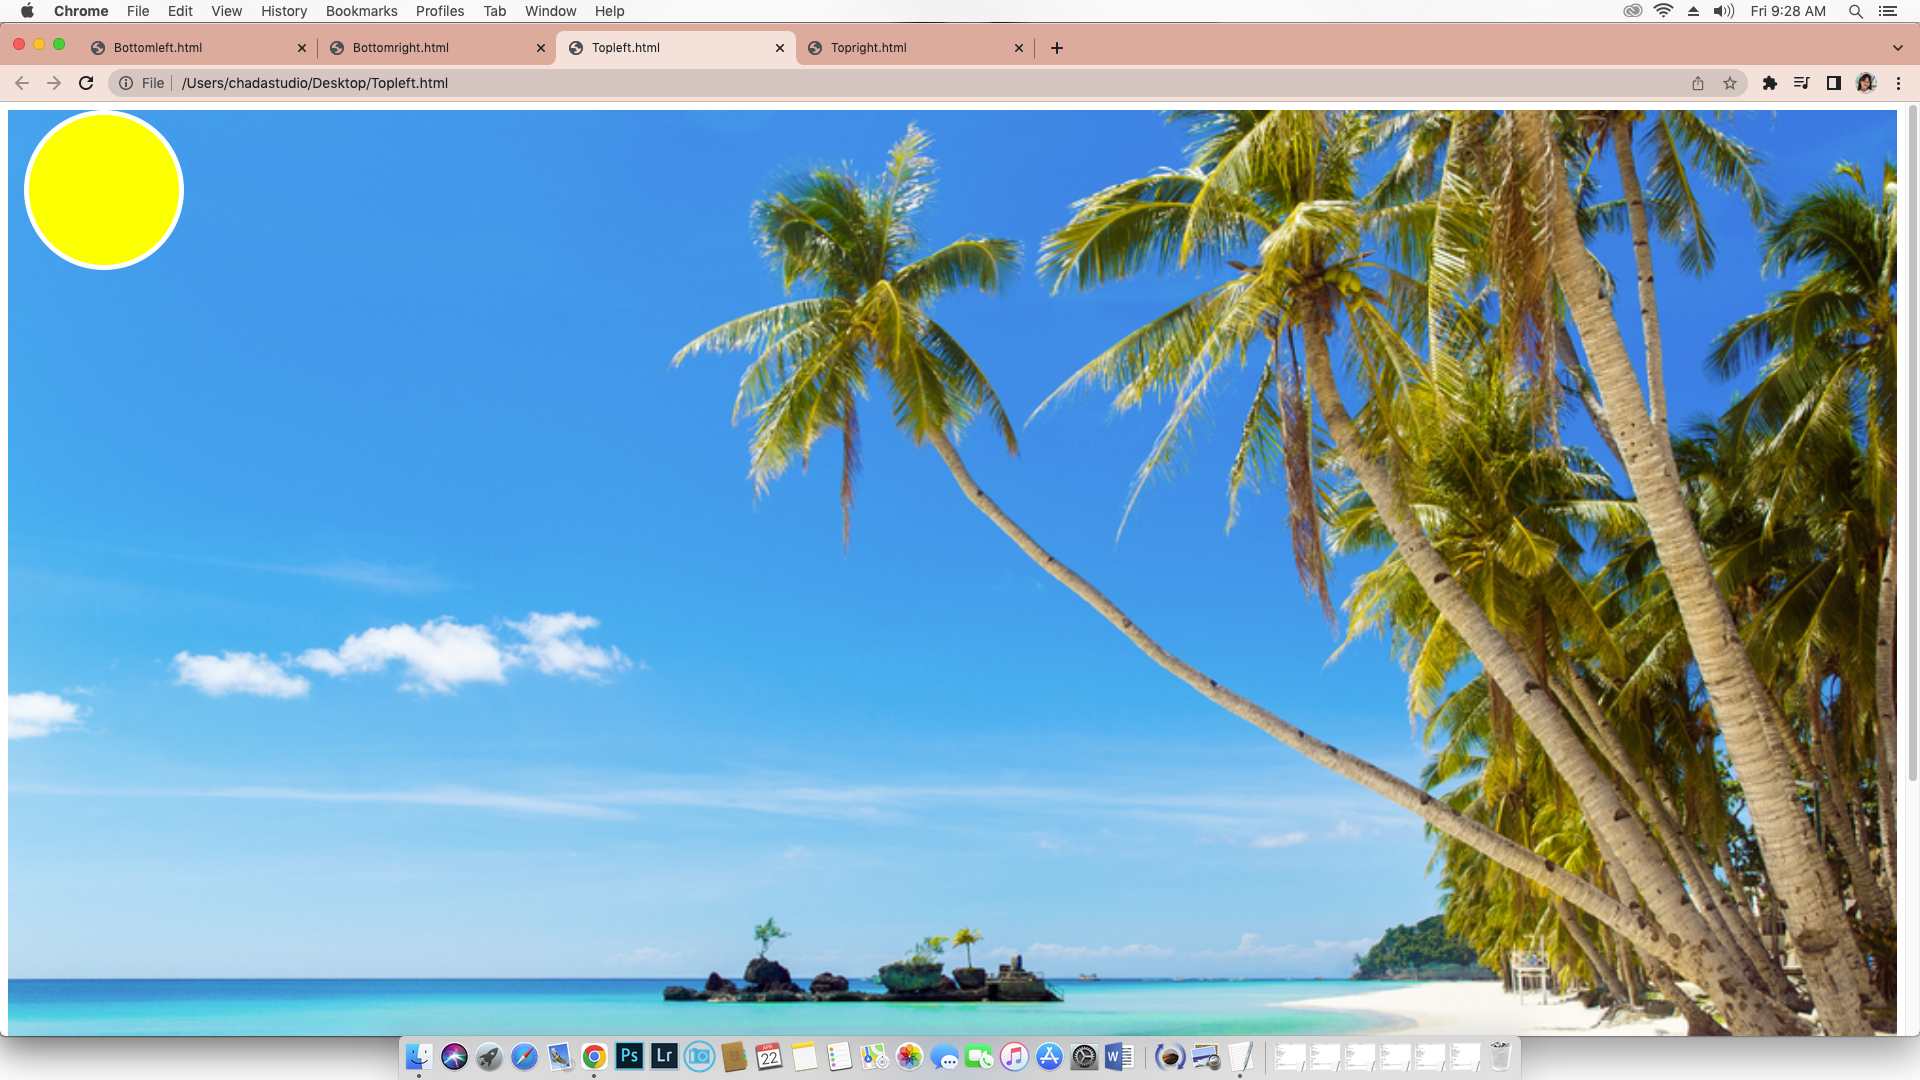 Chrome File Edit View History Bookmarks Profiles Tab Window Help Fri 9:28 AM
Bottomleft.html Bottomright.html Topleft.html Topright.html
File /Users/chadastudio/Desktop/Topleft.html
Ps Lr APR 22 W